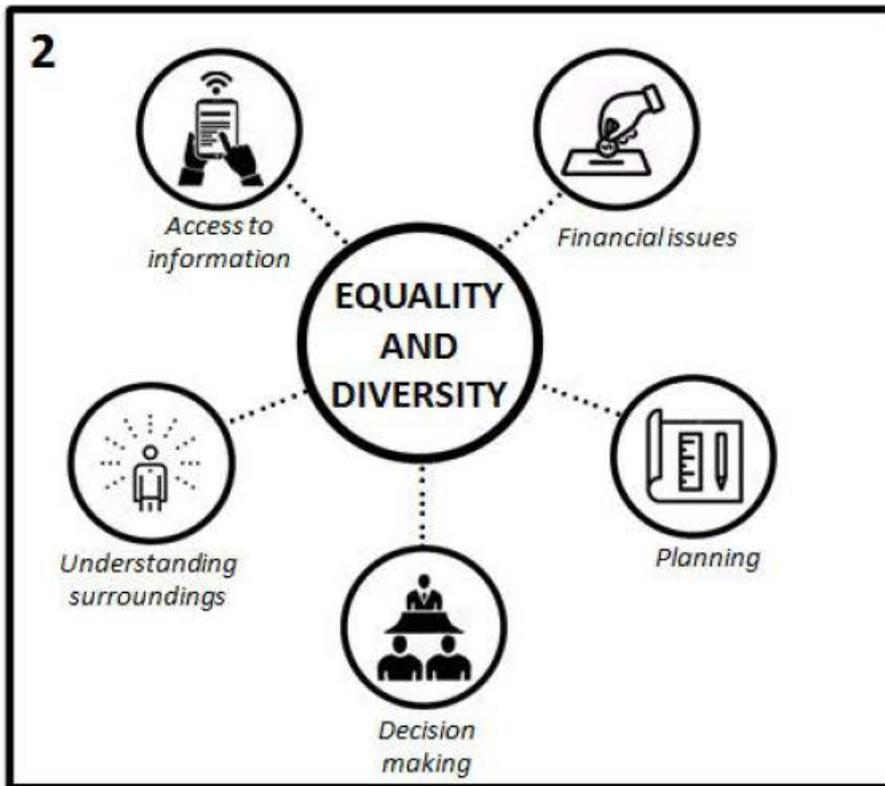 2
Access to
information
Financial issues
EQUALITY
AND
DIVERSITY
Understanding
surroundings
Planning
Decision
making